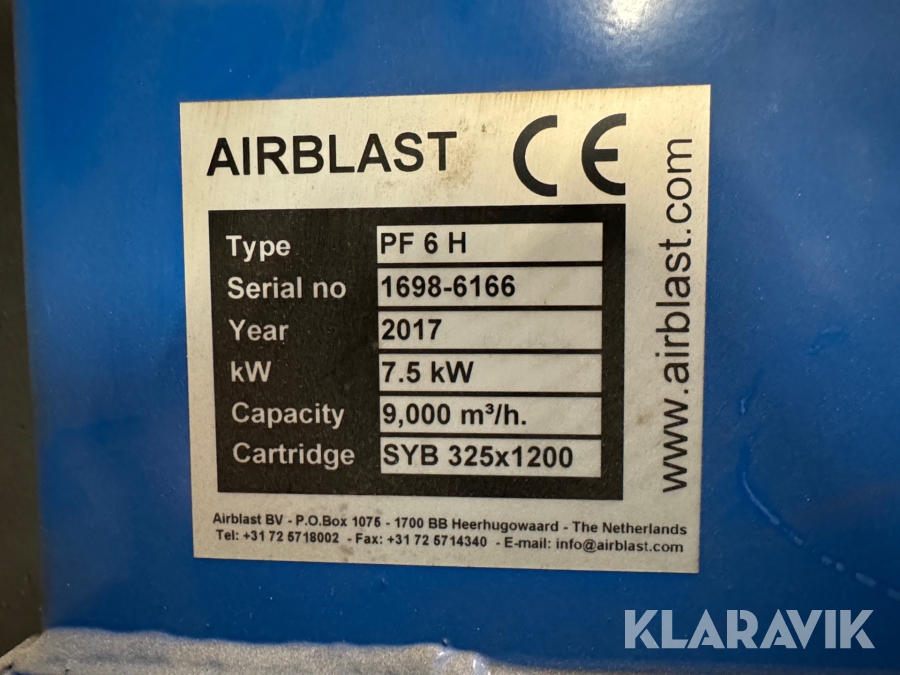 AIRBLAST CE
www.airblast.com
Type PF 6 H
Serial no 1698-6166
Year 2017
kW 7.5 kW
Capacity 9,000 m³/h.
Cartridge SYB 325x1200
Airblast BV - P.O.Box 1075 - 1700 BB Heerhugowaard - The Netherlands
Tel: +31 72 5718002 - Fax: +31 72 5714340 - E-mail: info@airblast.com
KLARAVIK